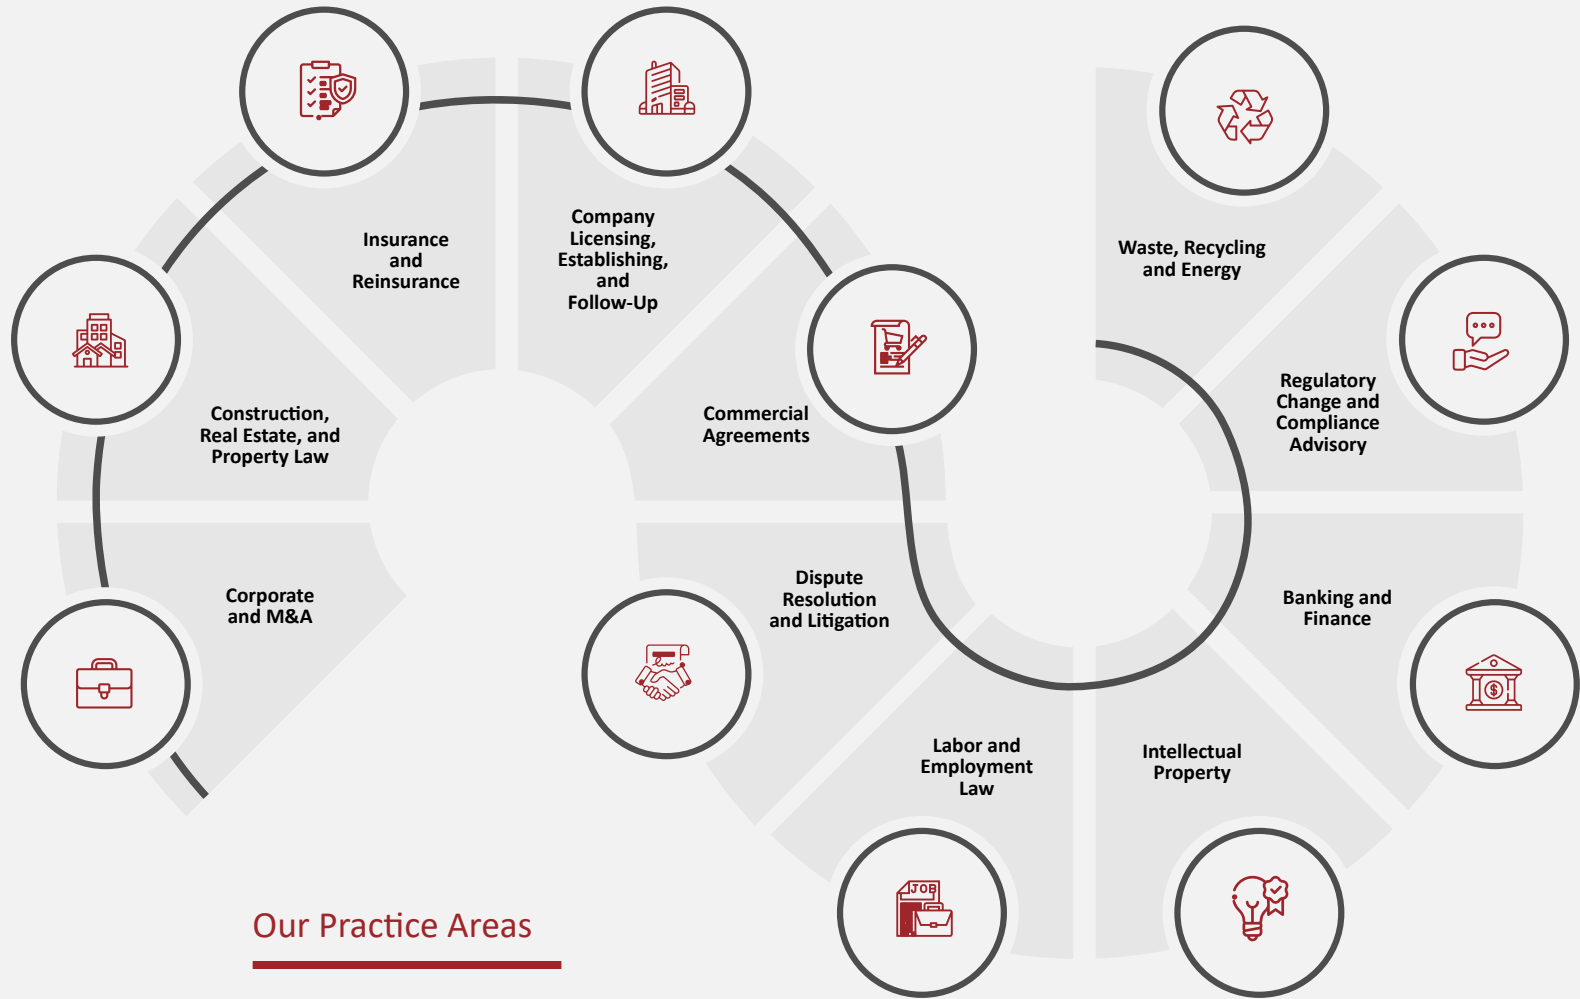 Corporate
and M&A
Construction,
Real Estate, and
Property Law
Insurance
and
Reinsurance
Company
Licensing,
Establishing,
and
Follow-Up
Commercial
Agreements
Dispute
Resolution
and Litigation
Labor and
Employment
Law
JOB
Intellectual
Property
Banking and
Finance
$
Regulatory
Change and
Compliance
Advisory
Waste, Recycling
and Energy
Our Practice Areas